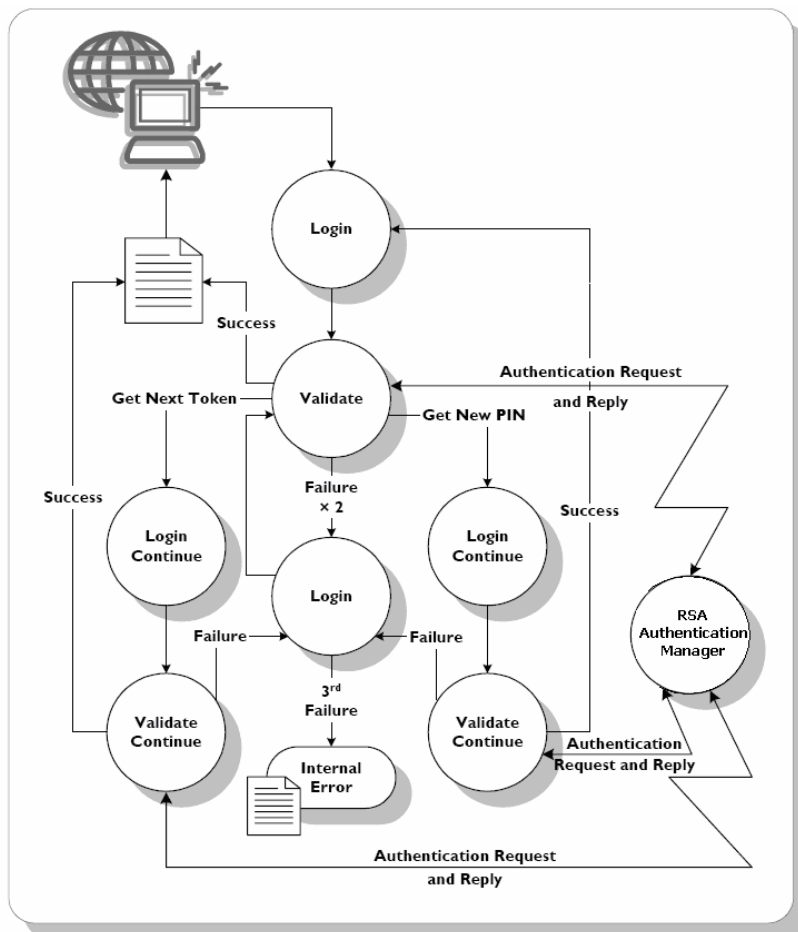 Login
Success
Authentication Request
and Reply
Get Next Token
Validate
Get New PIN
Failure
× 2
Success
Success
Login
Continue
Login
Continue
Login
RSA
Authentication
Manager
Failure
Failure
3rd
Failure
Validate
Continue
Validate
Continue
Authentication
Request and Reply
Internal
Error
Authentication Request
and Reply